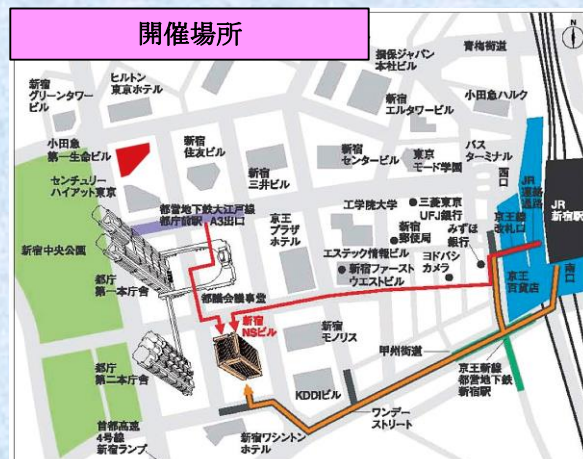 開催場所
N
青梅街道
損保ジャパン
本社ビル
ヒルトン
東京ホテル
新宿
グリーンタワー
ビル
新宿
エルタワービル
小田急ハルク
小田急
第一生命ビル
新宿
住友ビル
新宿
センタービル
東京
モード学園
バス
ターミナル
新宿
三井ビル
センチュリー
ハイアット東京
西口
JR
連絡
通路
JR
新宿駅
工学院大学
三菱東京
UFJ銀行
京王線
改札口
都営地下鉄大江戸線
都庁前駅 A3出口
京王
プラザ
ホテル
新宿
郵便局
みずほ
銀行
新宿中央公園
エステック情報ビル
ヨドバシ
カメラ
新宿ファースト
ウエストビル
京王
百貨店
南口
都庁
第一本庁舎
都議会議事堂
新宿
NSビル
新宿
モノリス
甲州街道
都庁
第二本庁舎
京王新線
都営地下鉄
新宿駅
KDDIビル
ワンデー
ストリート
首都高速
4号線
新宿ランプ
新宿ワシントン
ホテル